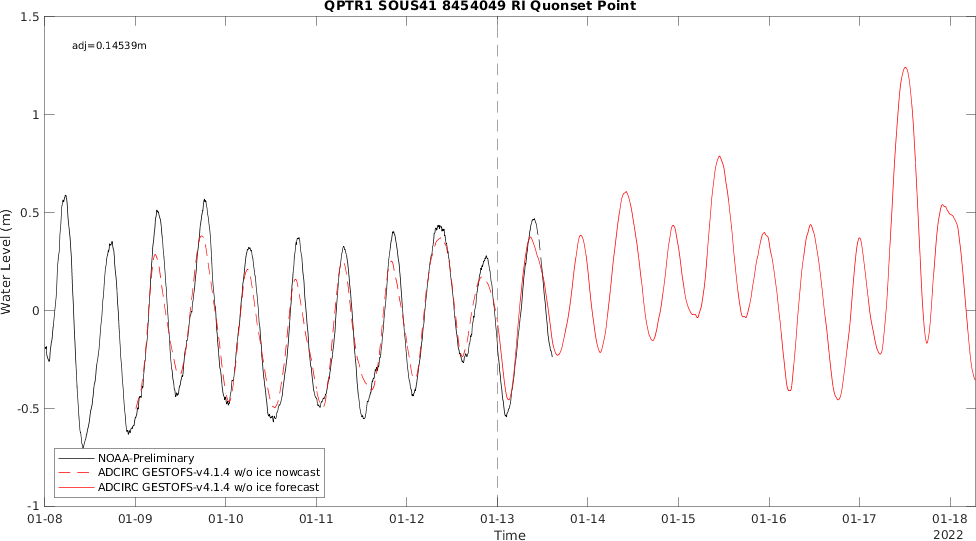 QPTR1 SOUS41 8454049 RI Quonset Point
adj=0.14539m
1.5
1
0.5
0
-0.5
-1
Water Level (m)
NOAA-Preliminary
ADCIRC GESTOFS-v4.1.4 w/o ice nowcast
ADCIRC GESTOFS-v4.1.4 w/o ice forecast
01-08 01-09 01-10 01-11 01-12 01-13 01-14 01-15 01-16 01-17 01-18
Time
2022